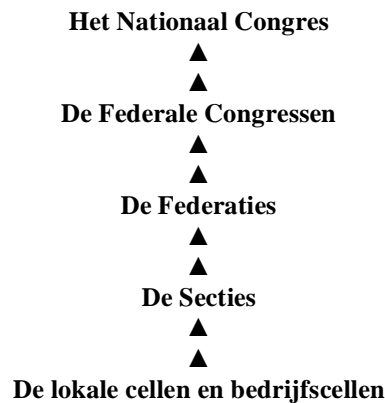 Het Nationaal Congres
▲
▲
De Federale Congressen
▲
▲
De Federaties
▲
▲
De Secties
▲
▲
De lokale cellen en bedrijfscellen